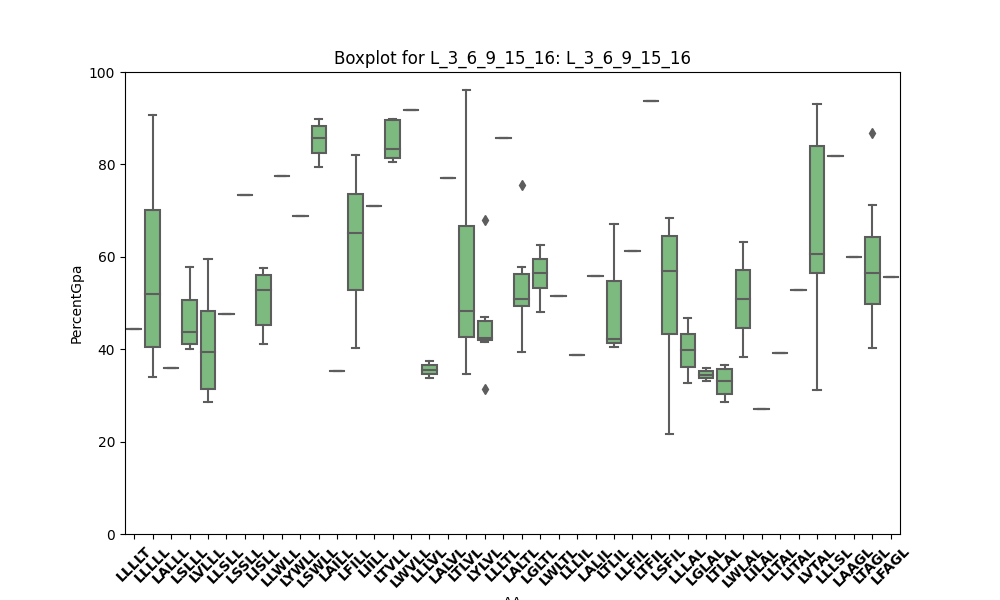 Boxplot for L_3_6_9_15_16: L_3_6_9_15_16
PercentGpa
100
80
60
40
20
0
LLLLT
LLLLL
LALLL
LSLLL
LVLLL
LLSLL
LSSLL
LISLL
LLWLL
LYWLL
LSWLL
LAILL
LFILL
LIILL
LTVLL
LWVLL
LLLVL
LALVL
LTLVL
LYLVL
LLLTL
LALTL
LGLTL
LWLTL
LLLIL
LALIL
LTLIL
LLFIL
LTFIL
LSFIL
LLLAL
LGLAL
LTLAL
LWLAL
LILAL
LLTAL
LITAL
LVTAL
LLLSL
LAAGL
LTAGL
LFAGL